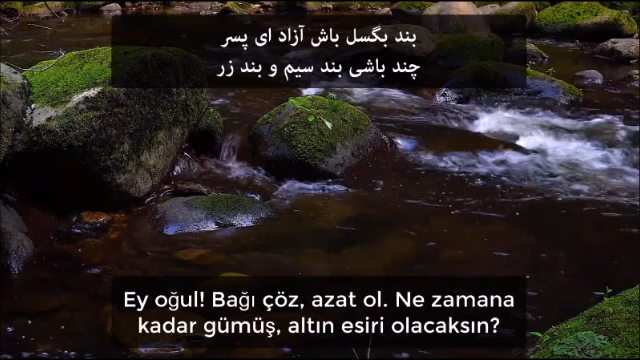 بند بگسل باش آزاد ای پسر
چند باشی بند سیم و بند زر
Ey oğul! Bağı çöz, azat ol. Ne zamana
kadar gümüş, altın esiri olacaksın?